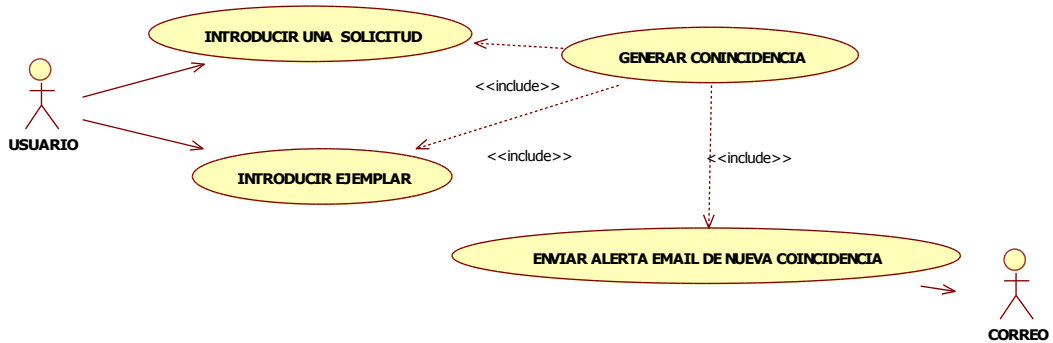 INTRODUCIR UNA SOLICITUD
GENERAR CONINCIDENCIA
<<include>>
USUARIO
<<include>>
<<include>>
INTRODUCIR EJEMPLAR
ENVIAR ALERTA EMAIL DE NUEVA COINCIDENCIA
CORREO